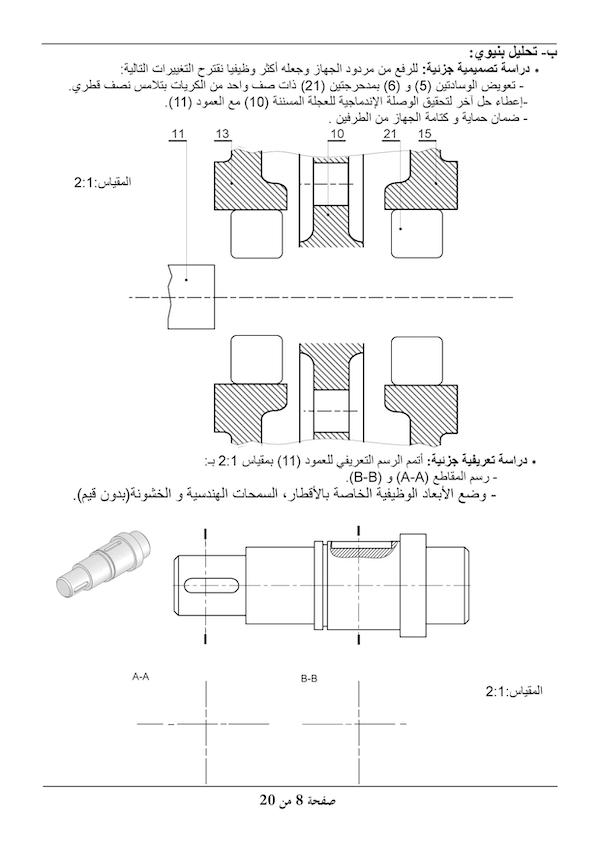 ب- تحليل بنيوي:
• دراسة تصميمية جزئية: للرفع من مردود الجهاز وجعله أكثر وظيفيا نقترح التغييرات التالية:
- تعويض الوسادتين (5) و (6) بمدحرجتين (21) ذات صف واحد من الكريات بتلامس نصف قطري.
-إعطاء حل آخر لتحقيق الوصلة الإندماجية للعجلة المسننة (10) مع العمود (11).
- ضمان حماية و كتامة الجهاز من الطرفين .
11 13 10 21 15
المقياس:2:1
• دراسة تعريفية جزئية: أتمم الرسم التعريفي للعمود (11) بمقياس 2:1 بـ:
- رسم المقاطع (A-A) و (B-B).
- وضع الأبعاد الوظيفية الخاصة بالأقطار، السمحات الهندسية و الخشونة(بدون قيم).
A-A
B-B
المقياس:2:1
صفحة 8 من 20